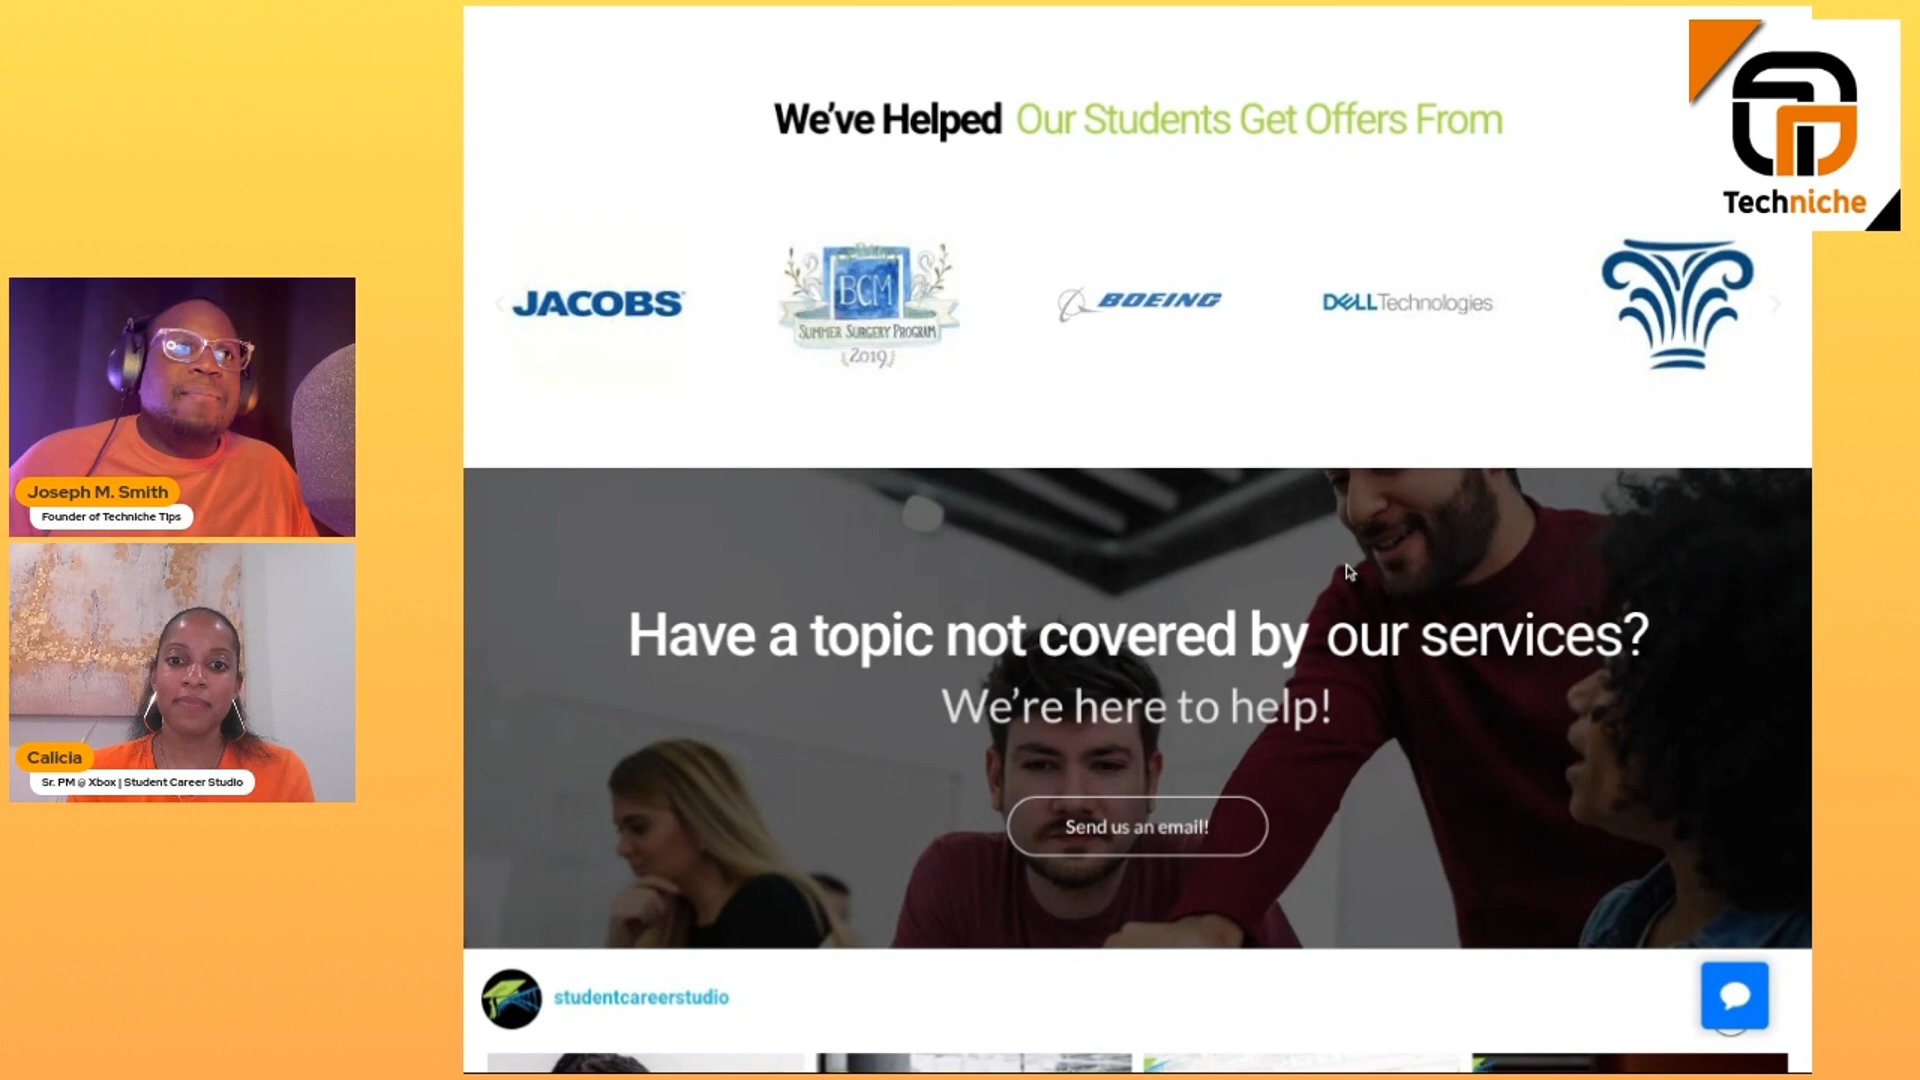 We've Helped Our Students Get Offers From
Techniche
JACOBS
BCM
SUMMER SURGERY PROGRAM
2019
BOEING
DELLTechnologies
Joseph M. Smith
Founder of Techniche Tips
Calicia
Sr. PM @ Xbox | Student Career Studio
Have a topic not covered by our services?
We're here to help!
Send us an email!
studentcareerstudio